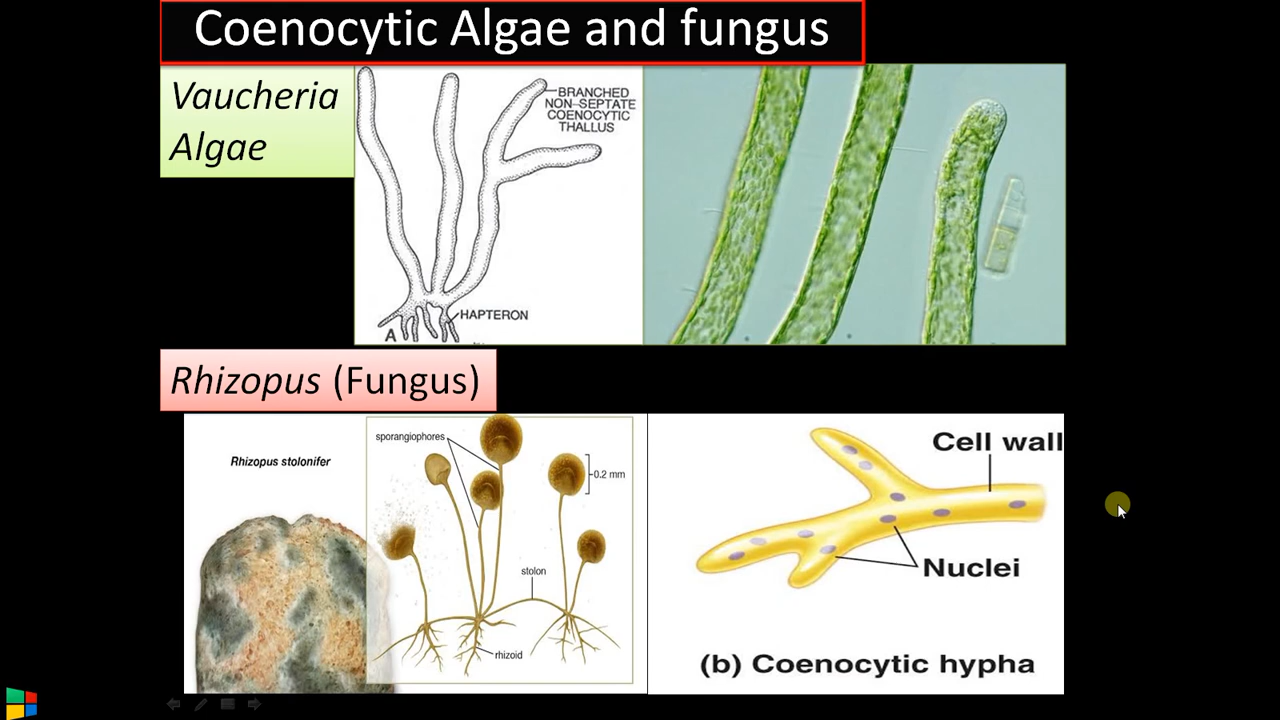 Coenocytic Algae and fungus
Vaucheria
Algae
BRANCHED
NON-SEPTATE
COENOCYTIC
THALLUS
HAPTERON
A
Rhizopus (Fungus)
Rhizopus stolonifer
sporangiophores
0.2 mm
stolon
rhizoid
Cell wall
Nuclei
(b) Coenocytic hypha